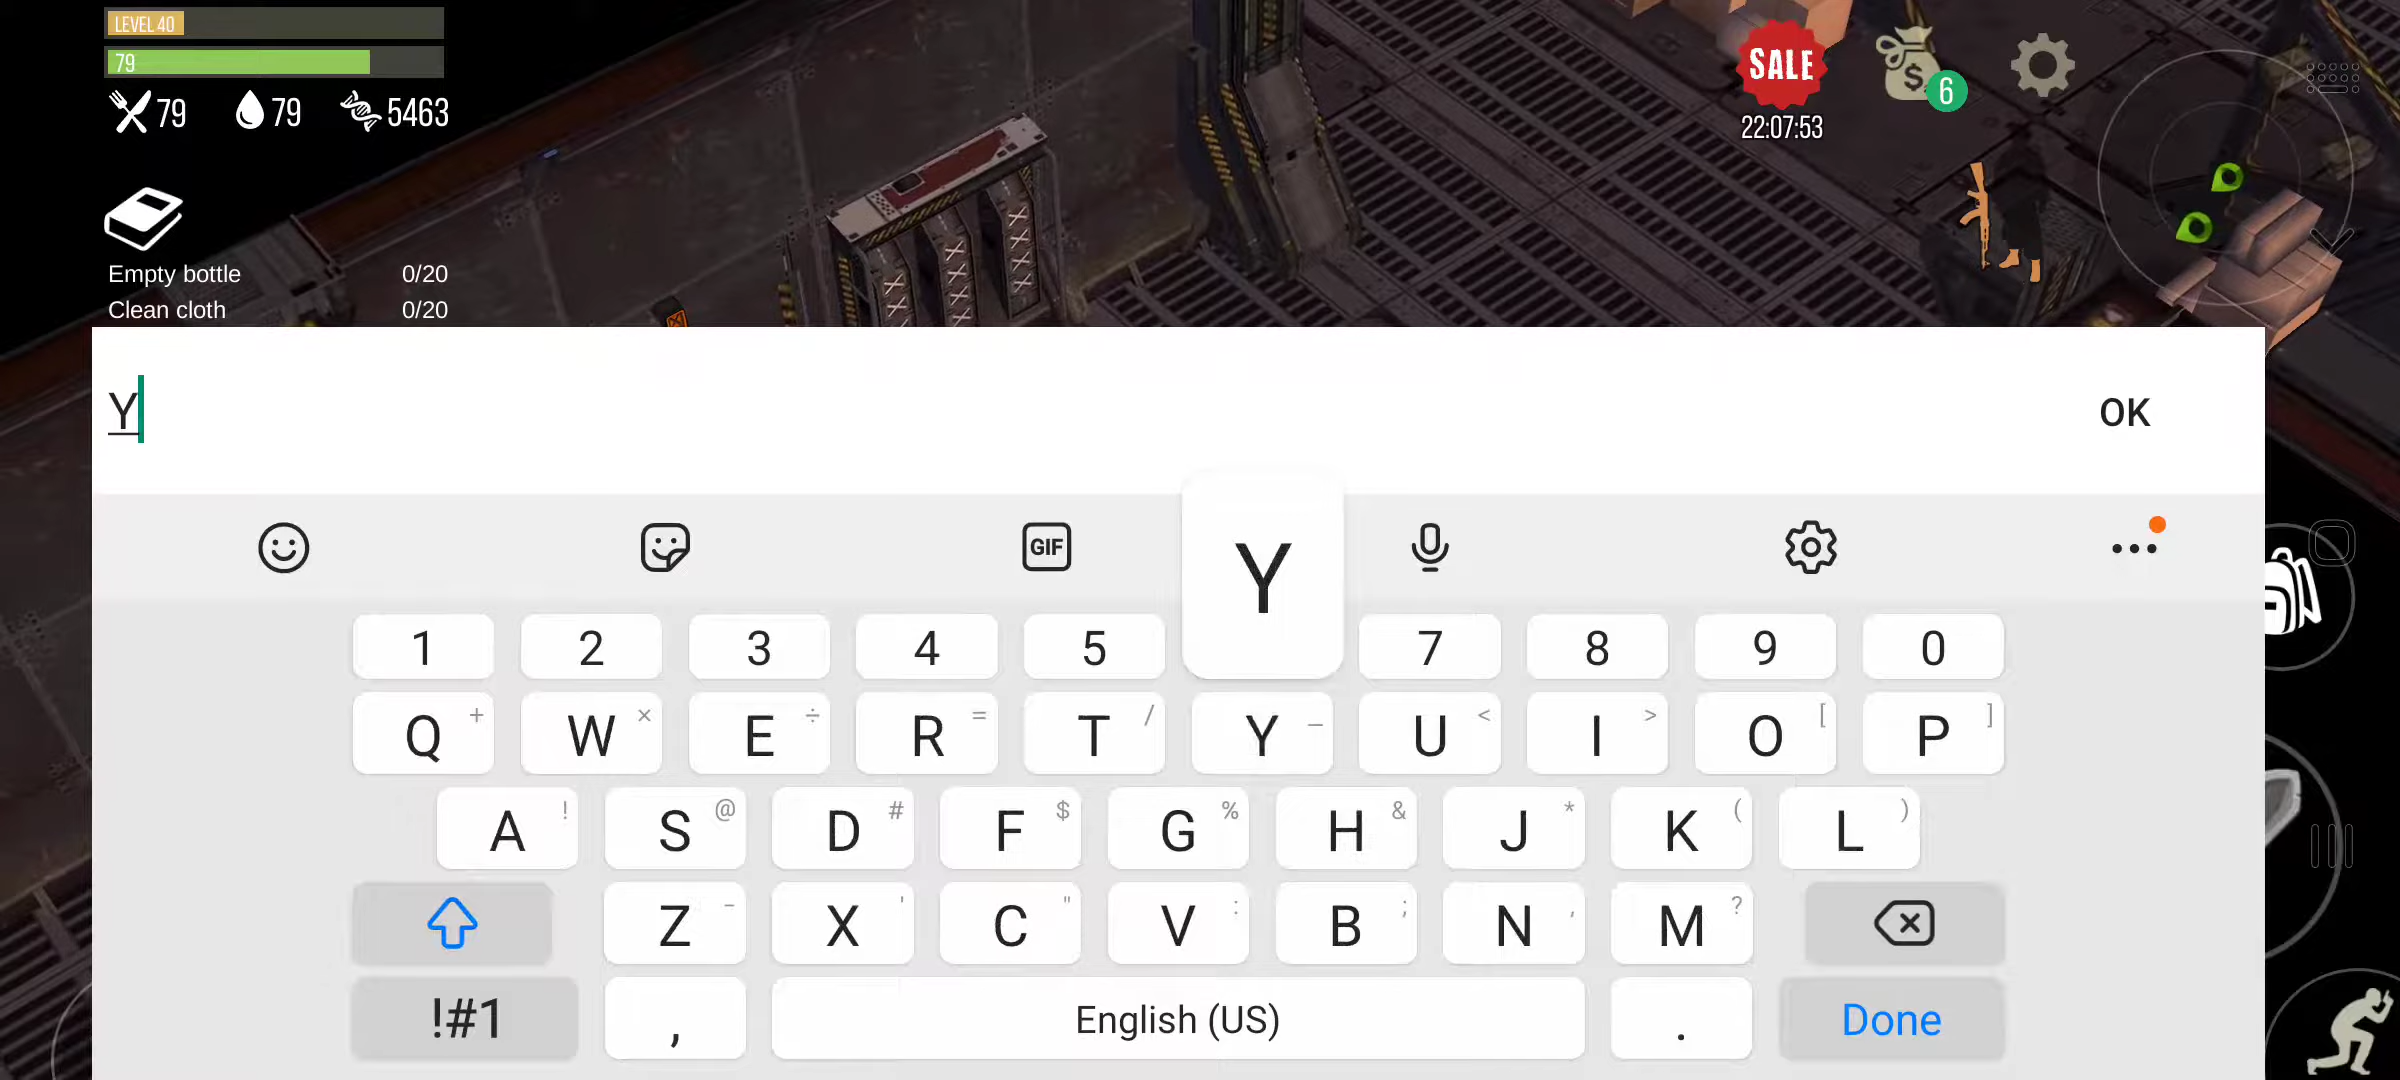 LEVEL 40
79
79 79 5463
SALE
6
22:07:53
Empty bottle 0/20
Clean cloth 0/20
Y
OK
GIF
Y
1 2 3 4 5 7 8 9 0
Q + W × E ÷ R = T / Y _ U < I > O [ P ]
A ! S @ D # F $ G % H & J * K ( L )
Z - X ' C " V : B ; N , M ?
!#1 , English (US) . Done